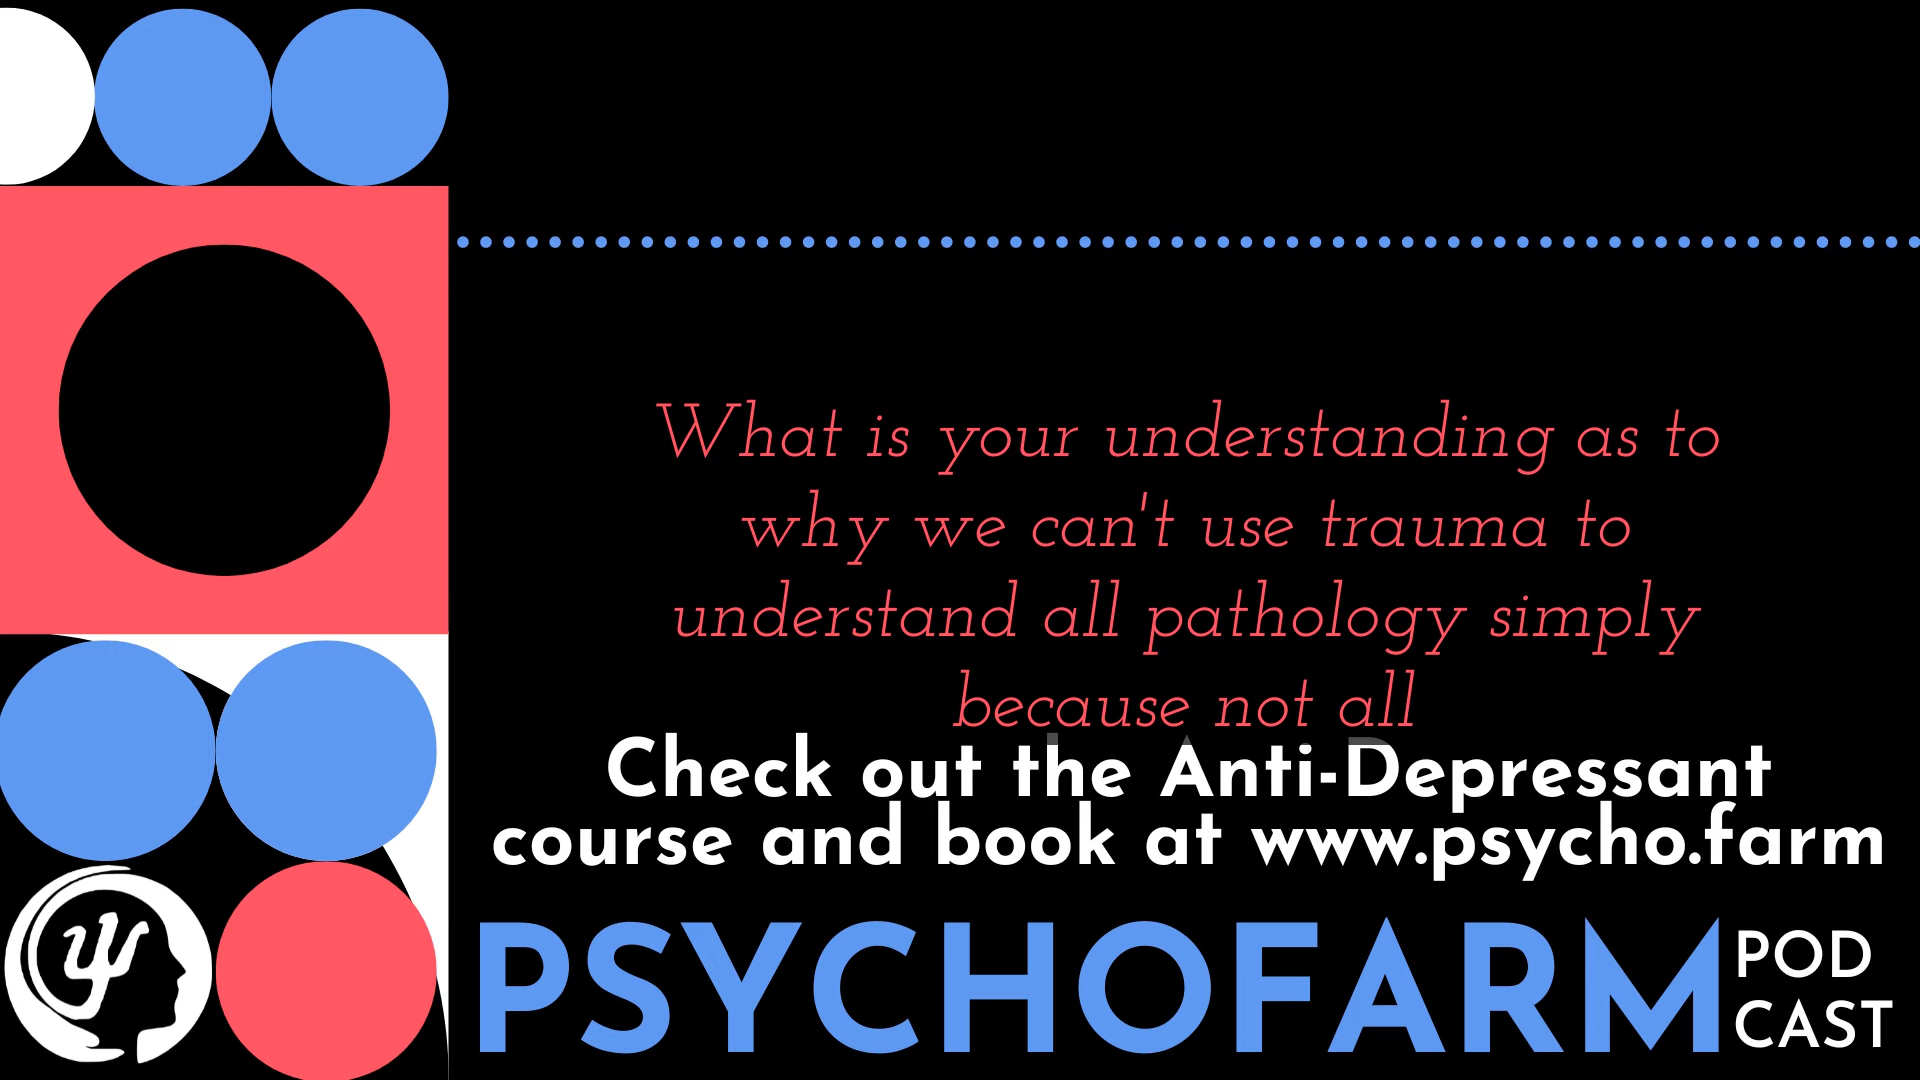 What is your understanding as to
why we can't use trauma to
understand all pathology simply
because not all
Check out the Anti-Depressant
course and book at www.psycho.farm
PSYCHOFARM
POD
CAST